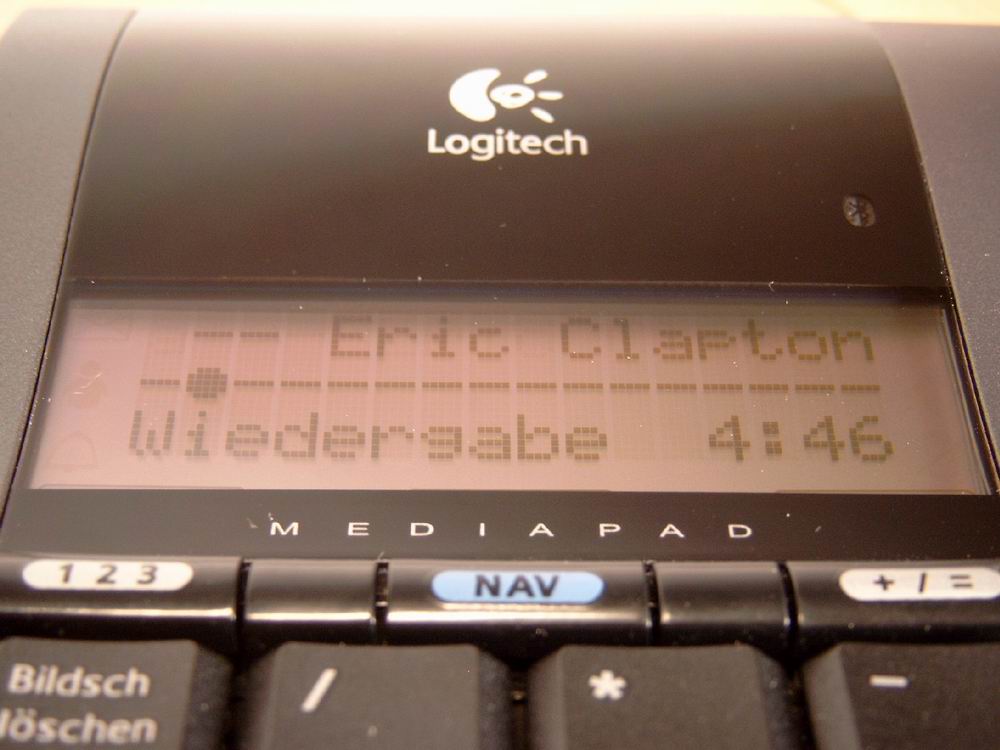 Logitech
-- Eric Clapton
Wiedergabe 4:46
MEDIAPAD
1 2 3
NAV
+ / =
Bildsch
löschen
/
*
-